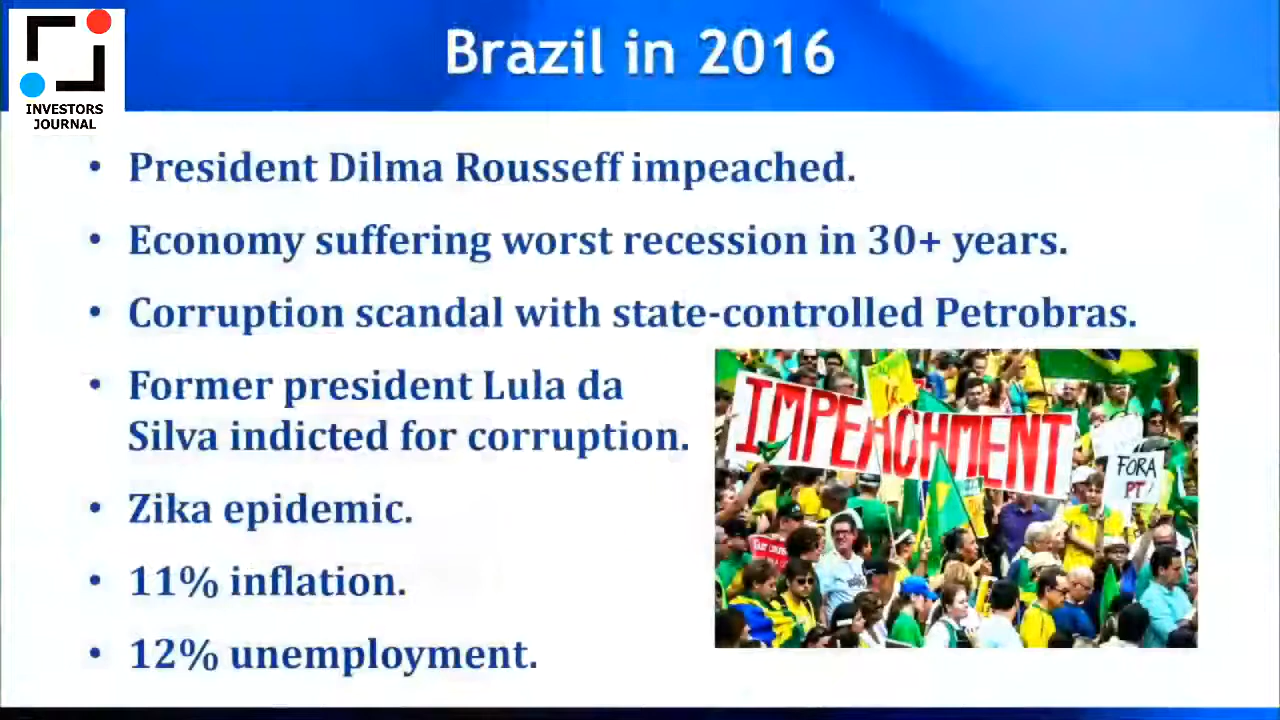 INVESTORS
JOURNAL
Brazil in 2016
• President Dilma Rousseff impeached.
• Economy suffering worst recession in 30+ years.
• Corruption scandal with state-controlled Petrobras.
• Former president Lula da
Silva indicted for corruption.
• Zika epidemic.
• 11% inflation.
• 12% unemployment.
IMPEACHMENT
FORA
PT!